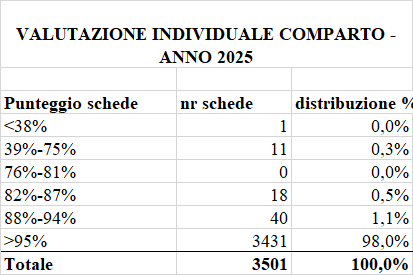 VALUTAZIONE INDIVIDUALE COMPARTO -
ANNO 2025
Punteggio schede nr schede distribuzione %
<38% 1 0,0%
39%-75% 11 0,3%
76%-81% 0 0,0%
82%-87% 18 0,5%
88%-94% 40 1,1%
>95% 3431 98,0%
Totale 3501 100,0%